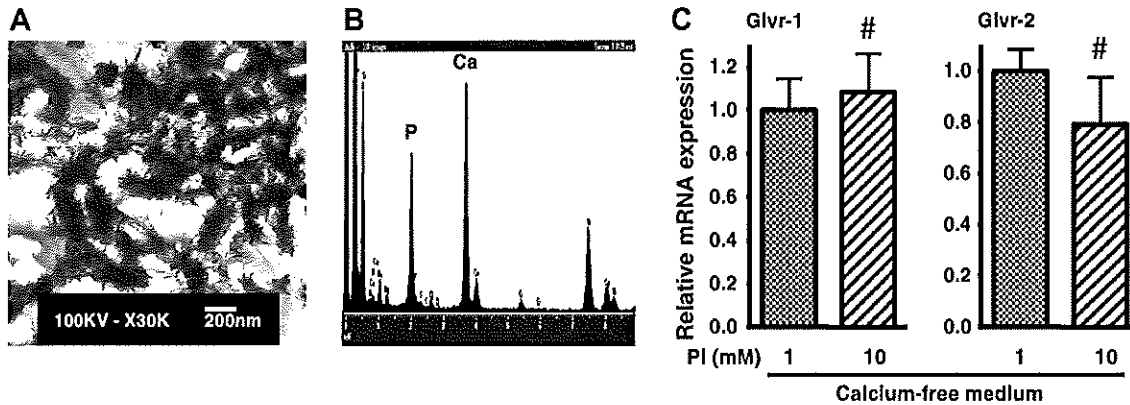 A
100KV - X30K
200nm
B
Ca
P
C
Glvr-1
Glvr-2
Relative mRNA expression
1.2
1.0
0.8
0.6
0.4
0.2
0.0
#
1.0
0.8
0.6
0.4
0.2
0.0
#
PI (mM)
1
10
1
10
Calcium-free medium